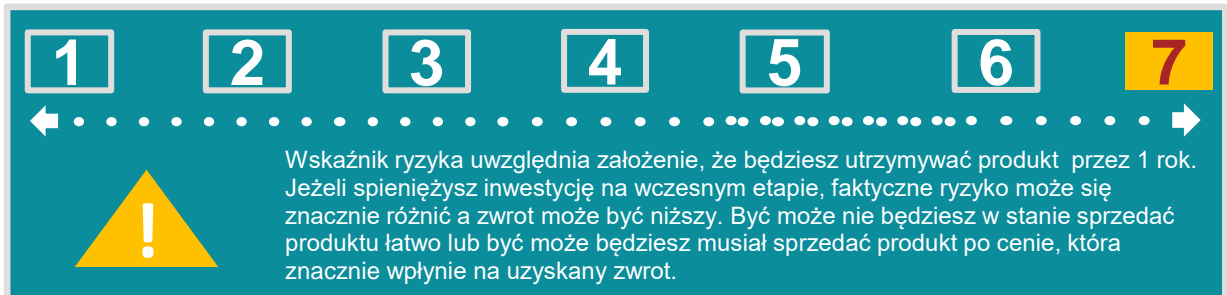 1 2 3 4 5 6 7
!
Wskaźnik ryzyka uwzględnia założenie, że będziesz utrzymywać produkt przez 1 rok.
Jeżeli spieniężysz inwestycję na wczesnym etapie, faktyczne ryzyko może się
znacznie różnić a zwrot może być niższy. Być może nie będziesz w stanie sprzedać
produktu łatwo lub być może będziesz musiał sprzedać produkt po cenie, która
znacznie wpłynie na uzyskany zwrot.